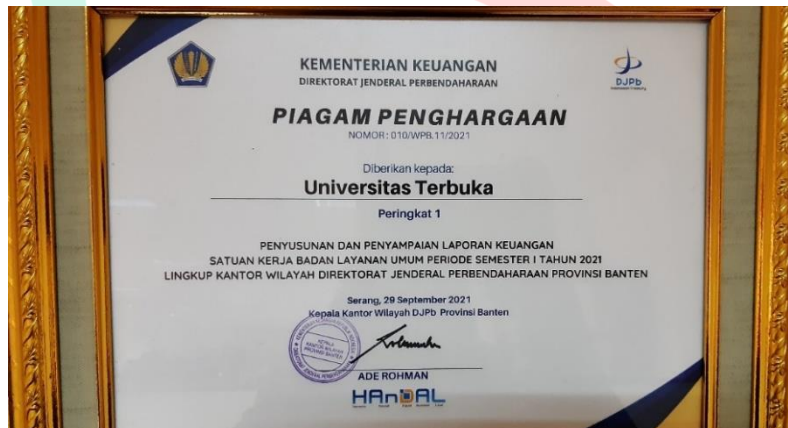 KEMENTERIAN KEUANGAN
DIREKTORAT JENDERAL PERBENDAHARAAN
DJPb
PIAGAM PENGHARGAAN
NOMOR: 010/WPB.11/2021
Diberikan kepada:
Universitas Terbuka
Peringkat 1
PENYUSUNAN DAN PENYAMPAIAN LAPORAN KEUANGAN
SATUAN KERJA BADAN LAYANAN UMUM PERIODE SEMESTER I TAHUN 2021
LINGKUP KANTOR WILAYAH DIREKTORAT JENDERAL PERBENDAHARAAN PROVINSI BANTEN
Serang, 29 September 2021
Kepala Kantor Wilayah DJPb Provinsi Banten
ADE ROHMAN
HAnDAL